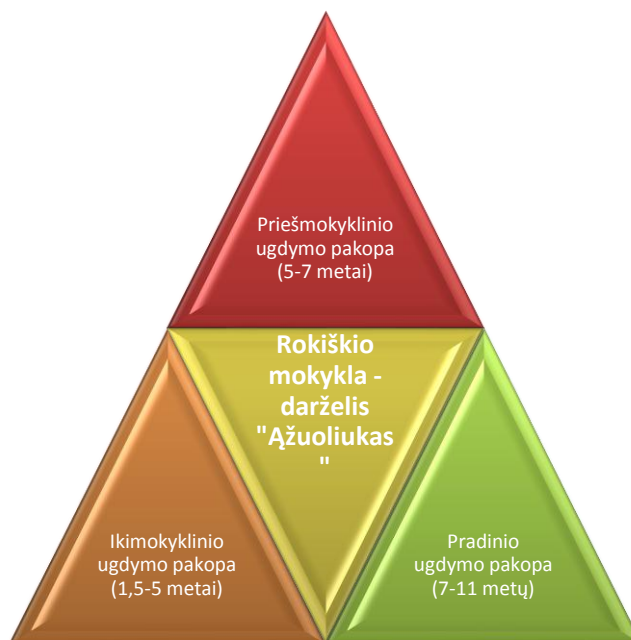 Priešmokyklinio
ugdymo pakopa
(5-7 metai)
Rokiškio
mokykla -
darželis
"Ąžuoliukas
"
Ikimokyklinio
ugdymo pakopa
(1,5-5 metai)
Pradinio
ugdymo pakopa
(7-11 metų)